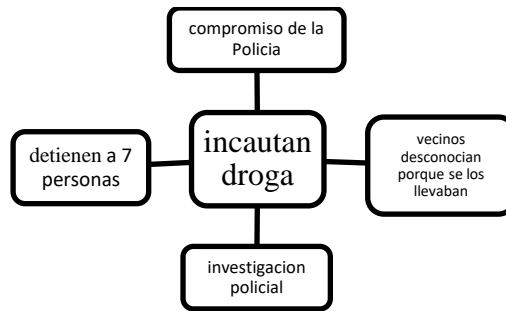 compromiso de la
Policia
detienen a 7
personas
incautan
droga
vecinos
desconocian
porque se los
llevaban
investigacion
policial